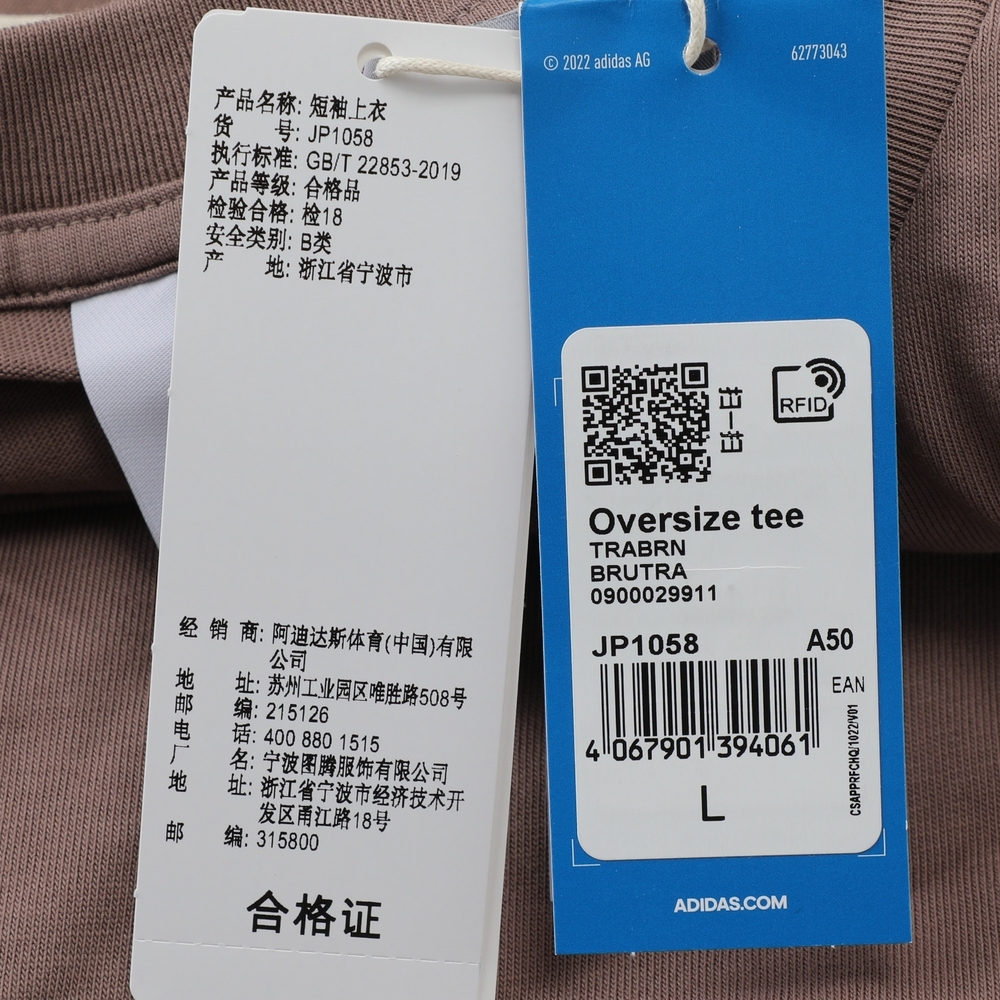 产品名称: 短袖上衣
货 号: JP1058
执行标准: GB/T 22853-2019
产品等级: 合格品
检验合格: 检18
安全类别: B类
产 地: 浙江省宁波市
经 销 商: 阿迪达斯体育(中国)有限
公司
地 址: 苏州工业园区唯胜路508号
邮 编: 215126
电 话: 400 880 1515
厂 名: 宁波图腾服饰有限公司
地 址: 浙江省宁波市经济技术开
发区甬江路18号
邮 编: 315800
合格证
© 2022 adidas AG
62773043
扫一扫
RFID
Oversize tee
TRABRN
BRUTRA
0900029911
JP1058 A50
EAN
4 067901 394061
L
CSAPPRFCHQ/1022/V01
ADIDAS.COM